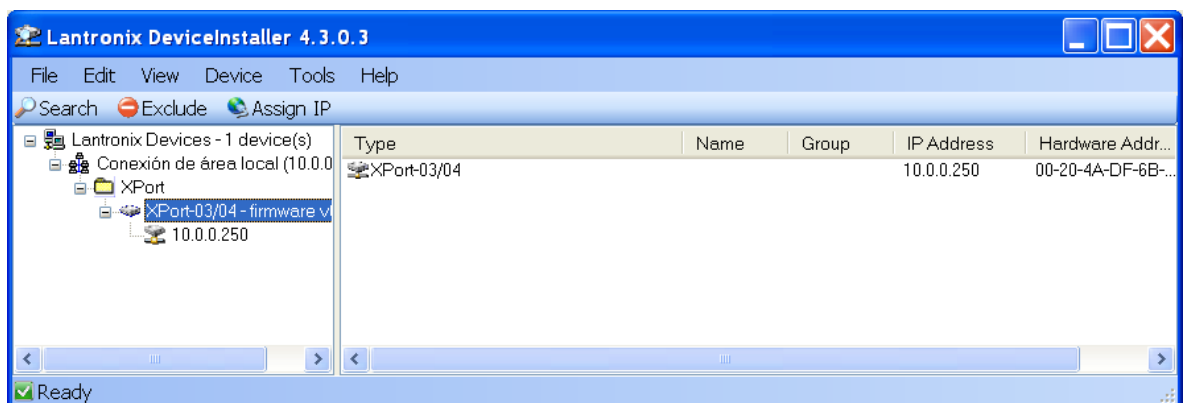 Lantronix DeviceInstaller 4.3.0.3
File Edit View Device Tools Help
Search Exclude Assign IP
Lantronix Devices - 1 device(s)
Conexión de área local (10.0.0
XPort
XPort-03/04 - firmware
10.0.0.250
Type Name Group IP Address Hardware Addr...
XPort-03/04 10.0.0.250 00-20-4A-DF-6B-...
Ready